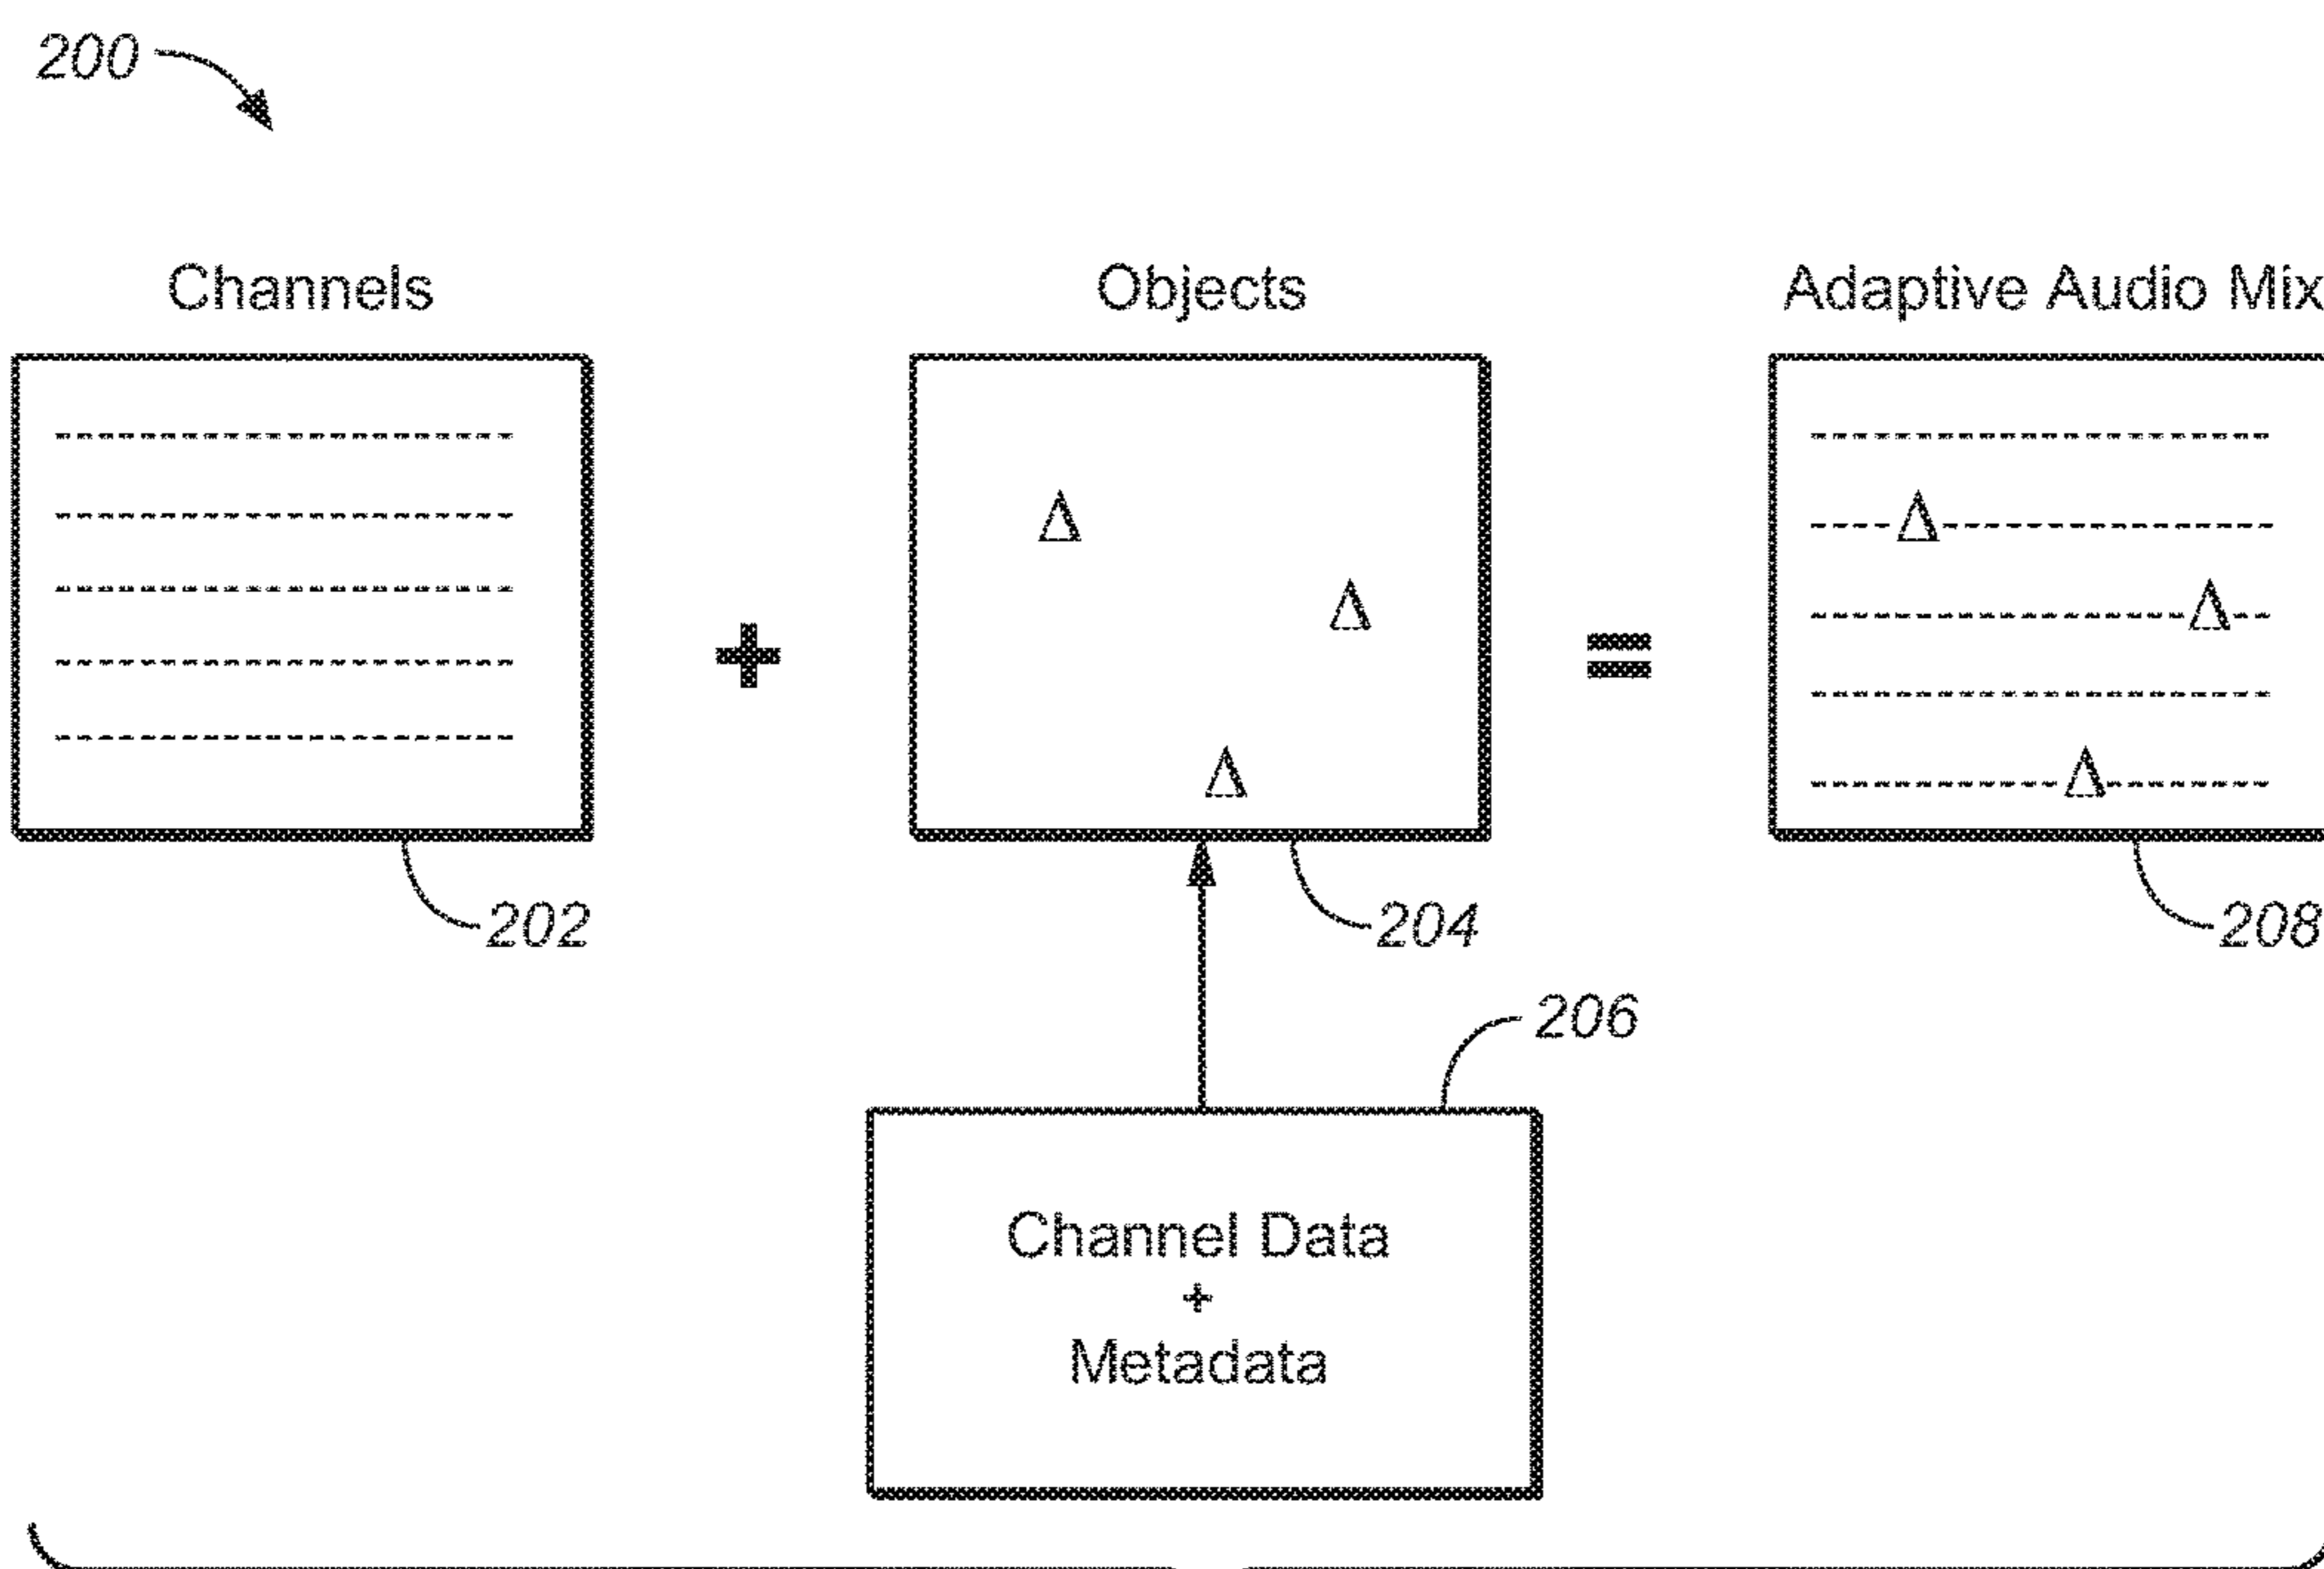 200
Channels
Objects
Adaptive Audio Mix
+
=
202
204
208
206
Channel Data
+
Metadata